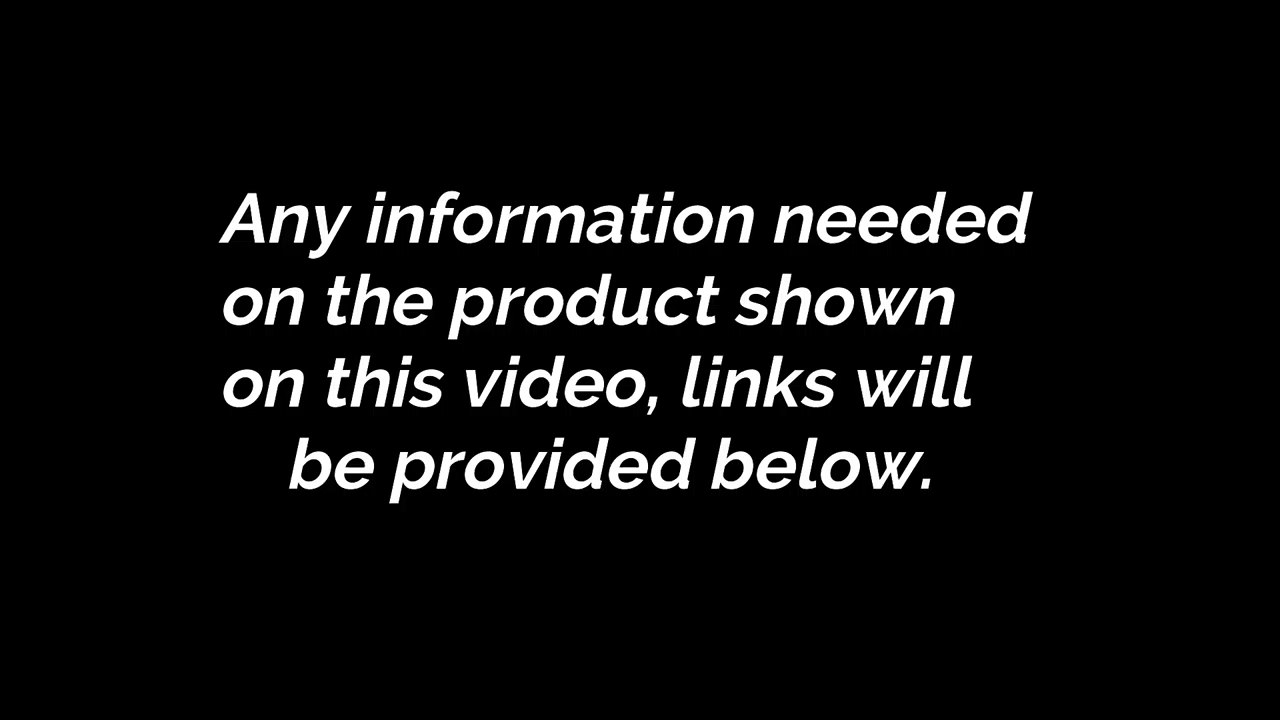 Any information needed
on the product shown
on this video, links will
be provided below.